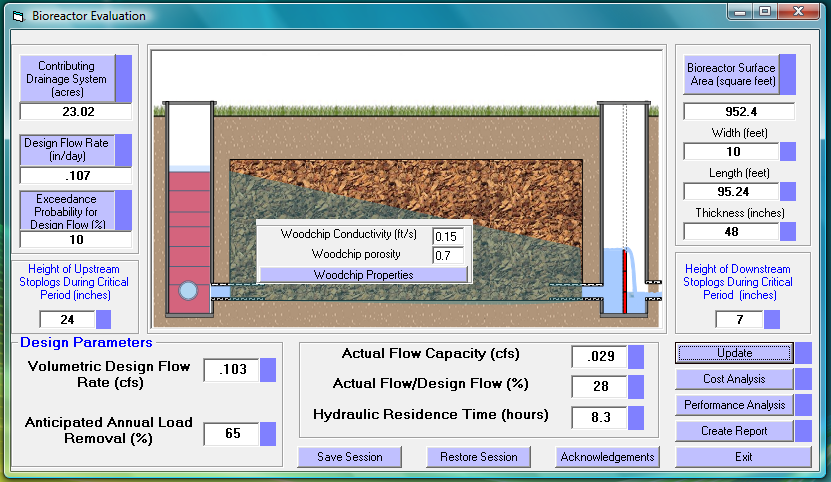 Bioreactor Evaluation
Contributing
Drainage System
(acres)
23.02
Design Flow Rate
(in/day)
.107
Exceedance
Probability for
Design Flow (%)
10
Height of Upstream
Stoplogs During Critical
Period (inches)
24
Woodchip Conductivity (ft/s) 0.15
Woodchip porosity 0.7
Woodchip Properties
Bioreactor Surface
Area (square feet)
952.4
Width (feet)
10
Length (feet)
95.24
Thickness (inches)
48
Height of Downstream
Stoplogs During Critical
Period (inches)
7
Design Parameters
Volumetric Design Flow
Rate (cfs)
.103
Anticipated Annual Load
Removal (%)
65
Actual Flow Capacity (cfs) .029
Actual Flow/Design Flow (%) 28
Hydraulic Residence Time (hours) 8.3
Update
Cost Analysis
Performance Analysis
Create Report
Save Session
Restore Session
Acknowledgements
Exit